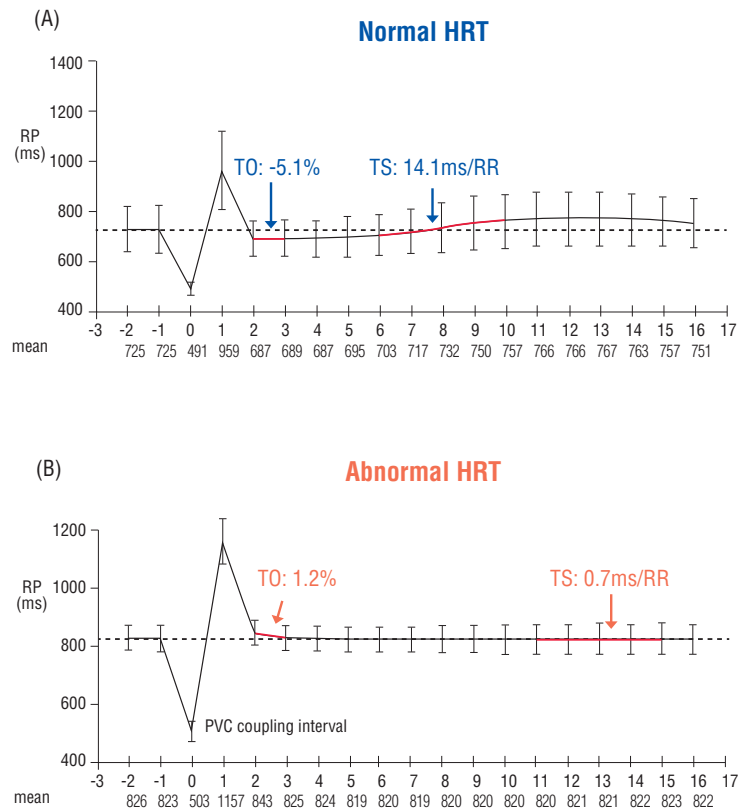 (A)
Normal HRT
1400
1200
RP
(ms)
1000
TO: -5.1%
TS: 14.1ms/RR
800
600
400
-3 -2 -1 0 1 2 3 4 5 6 7 8 9 10 11 12 13 14 15 16 17
mean 725 725 491 959 687 689 687 695 703 717 732 750 757 766 766 767 763 757 751
(B)
Abnormal HRT
1200
RP
(ms)
1000
TO: 1.2%
TS: 0.7ms/RR
800
600
PVC coupling interval
400
-3 -2 -1 0 1 2 3 4 5 6 7 8 9 10 11 12 13 14 15 16 17
mean 826 823 503 1157 843 825 824 819 820 819 820 820 820 820 821 821 822 823 822